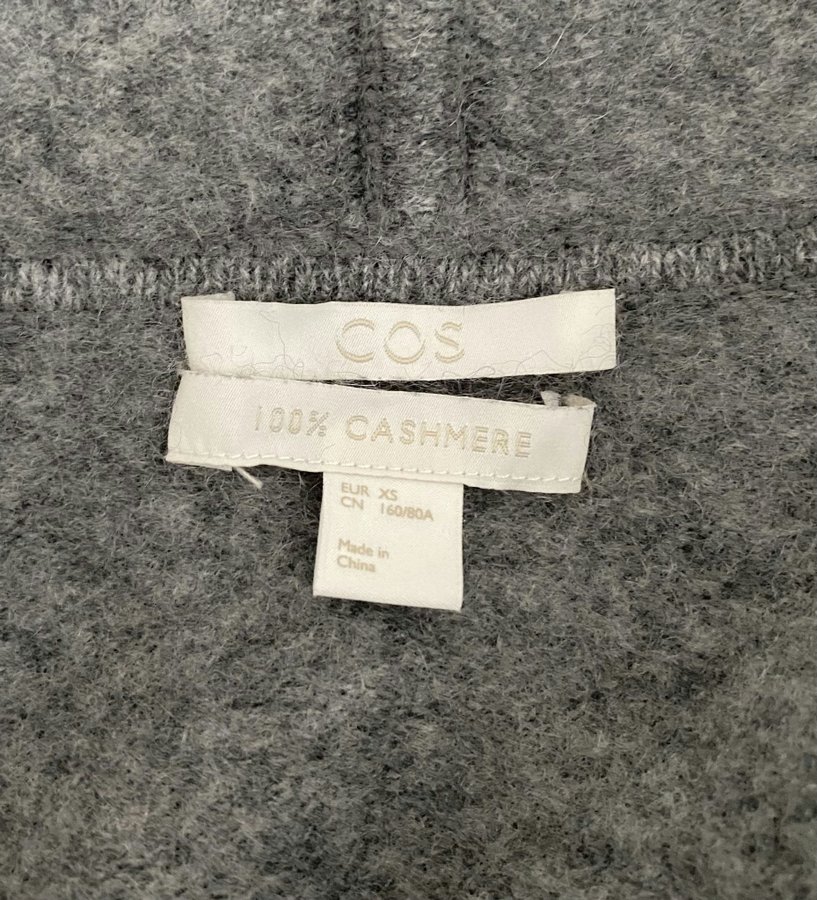 COS
100% CASHMERE
EUR XS
CN 160/80A
Made in
China